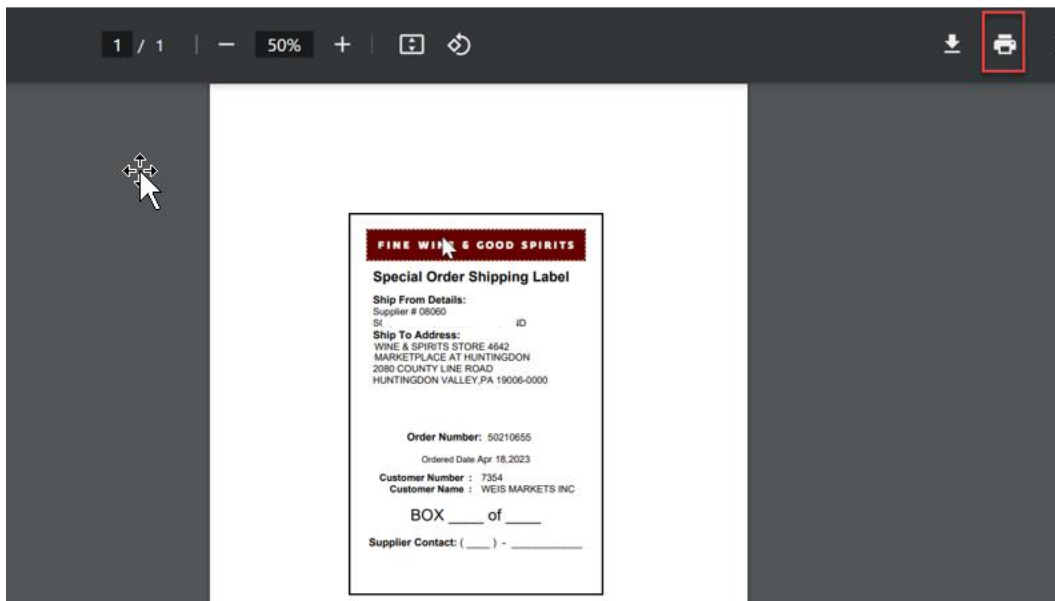 1 / 1 50%
FINE WINE & GOOD SPIRITS
Special Order Shipping Label
Ship From Details:
Supplier # 08060
Ship To Address:
WINE & SPIRITS STORE 4642
MARKETPLACE AT HUNTINGDON
2080 COUNTY LINE ROAD
HUNTINGDON VALLEY,PA 19006-0000
Order Number: 50210655
Ordered Date Apr 18,2023
Customer Number : 7354
Customer Name : WEIS MARKETS INC
BOX ____ of ____
Supplier Contact: ( ____ ) - ___________